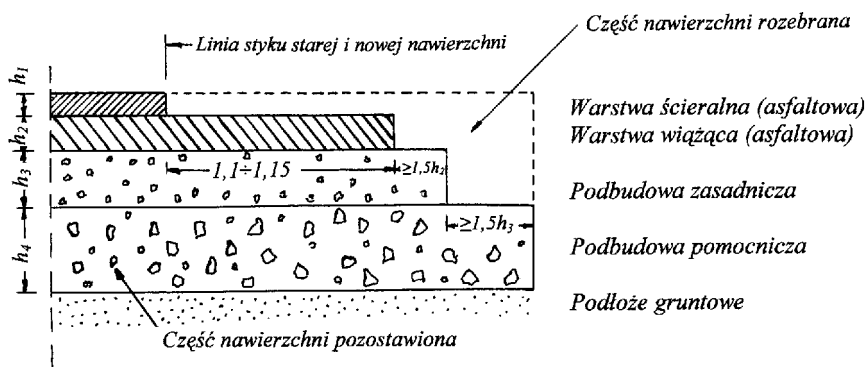 Linia styku starej i nowej nawierzchni
Część nawierzchni rozebrana
h1
h2
h3
h4
Warstwa ścieralna (asfaltowa)
Warstwa wiążąca (asfaltowa)
1,1÷1,15
≥1,5h2
Podbudowa zasadnicza
≥1,5h3
Podbudowa pomocnicza
Podłoże gruntowe
Część nawierzchni pozostawiona